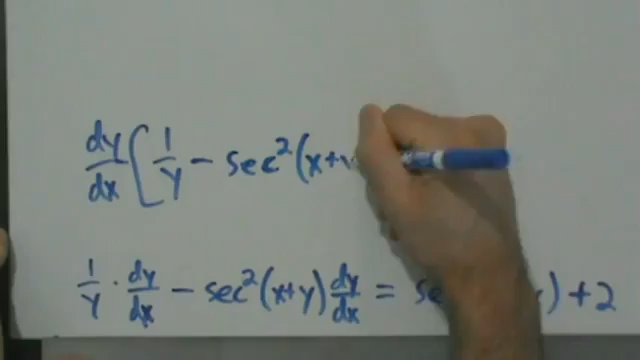 dy/dx [ 1/y − sec²(x+y
1/y · dy/dx − sec²(x+y) dy/dx = se ) + 2